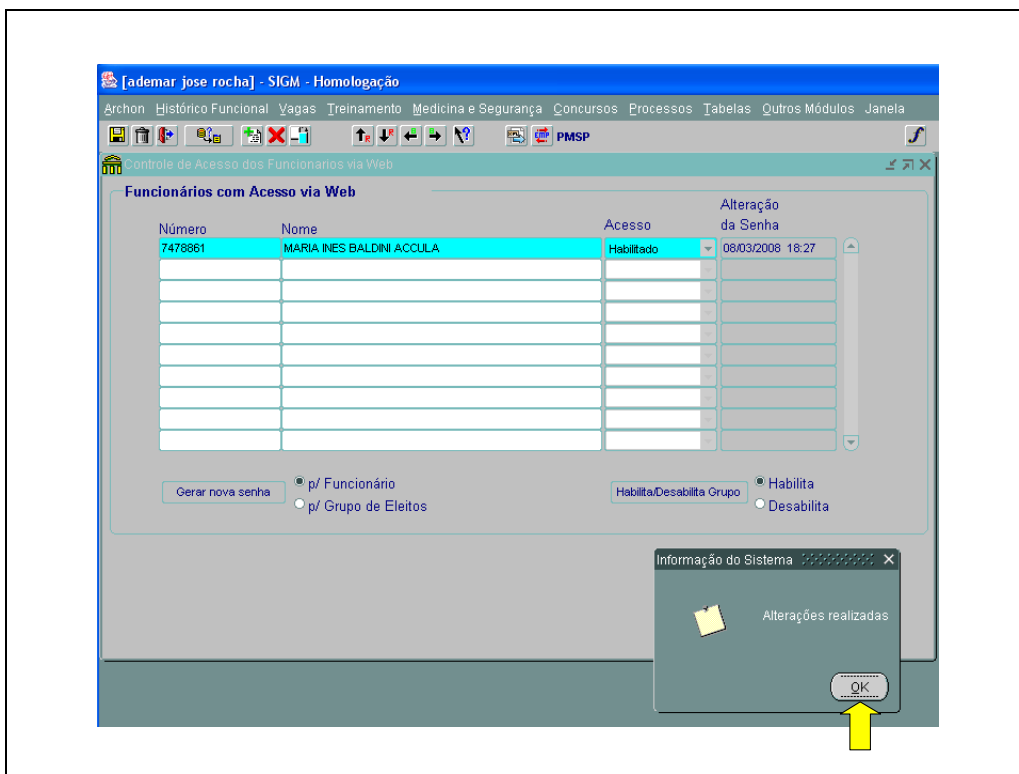 [ademar jose rocha] - SIGM - Homologação
Archon Histórico Funcional Vagas Treinamento Medicina e Segurança Concursos Processos Tabelas Outros Módulos Janela
PMSP
Controle de Acesso dos Funcionarios via Web
Funcionários com Acesso via Web
Alteração
Número Nome Acesso da Senha
7478861 MARIA INES BALDINI ACCULA Habilitado 08/03/2008 18:27
Gerar nova senha p/ Funcionário Habilita/Desabilita Grupo Habilita
p/ Grupo de Eleitos Desabilita
Informação do Sistema
Alterações realizadas
OK